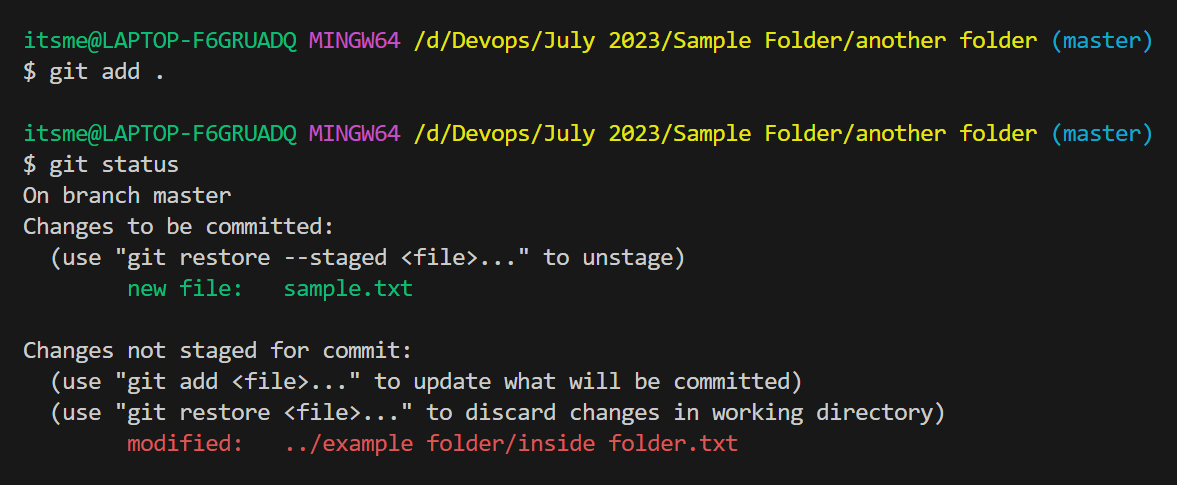 itsme@LAPTOP-F6GRUADQ MINGW64 /d/Devops/July 2023/Sample Folder/another folder (master)
$ git add .
itsme@LAPTOP-F6GRUADQ MINGW64 /d/Devops/July 2023/Sample Folder/another folder (master)
$ git status
On branch master
Changes to be committed:
  (use "git restore --staged <file>..." to unstage)
        new file:   sample.txt
Changes not staged for commit:
  (use "git add <file>..." to update what will be committed)
  (use "git restore <file>..." to discard changes in working directory)
        modified:   ../example folder/inside folder.txt